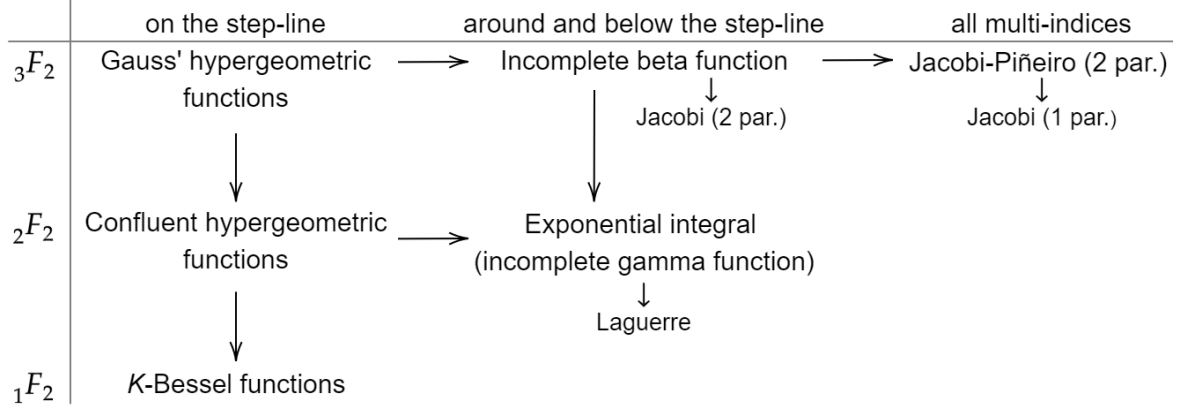 on the step-line around and below the step-line all multi-indices
₃F₂ Gauss' hypergeometric functions Incomplete beta function Jacobi-Piñeiro (2 par.)
Jacobi (2 par.) Jacobi (1 par.)
₂F₂ Confluent hypergeometric functions Exponential integral (incomplete gamma function)
Laguerre
₁F₂ K-Bessel functions